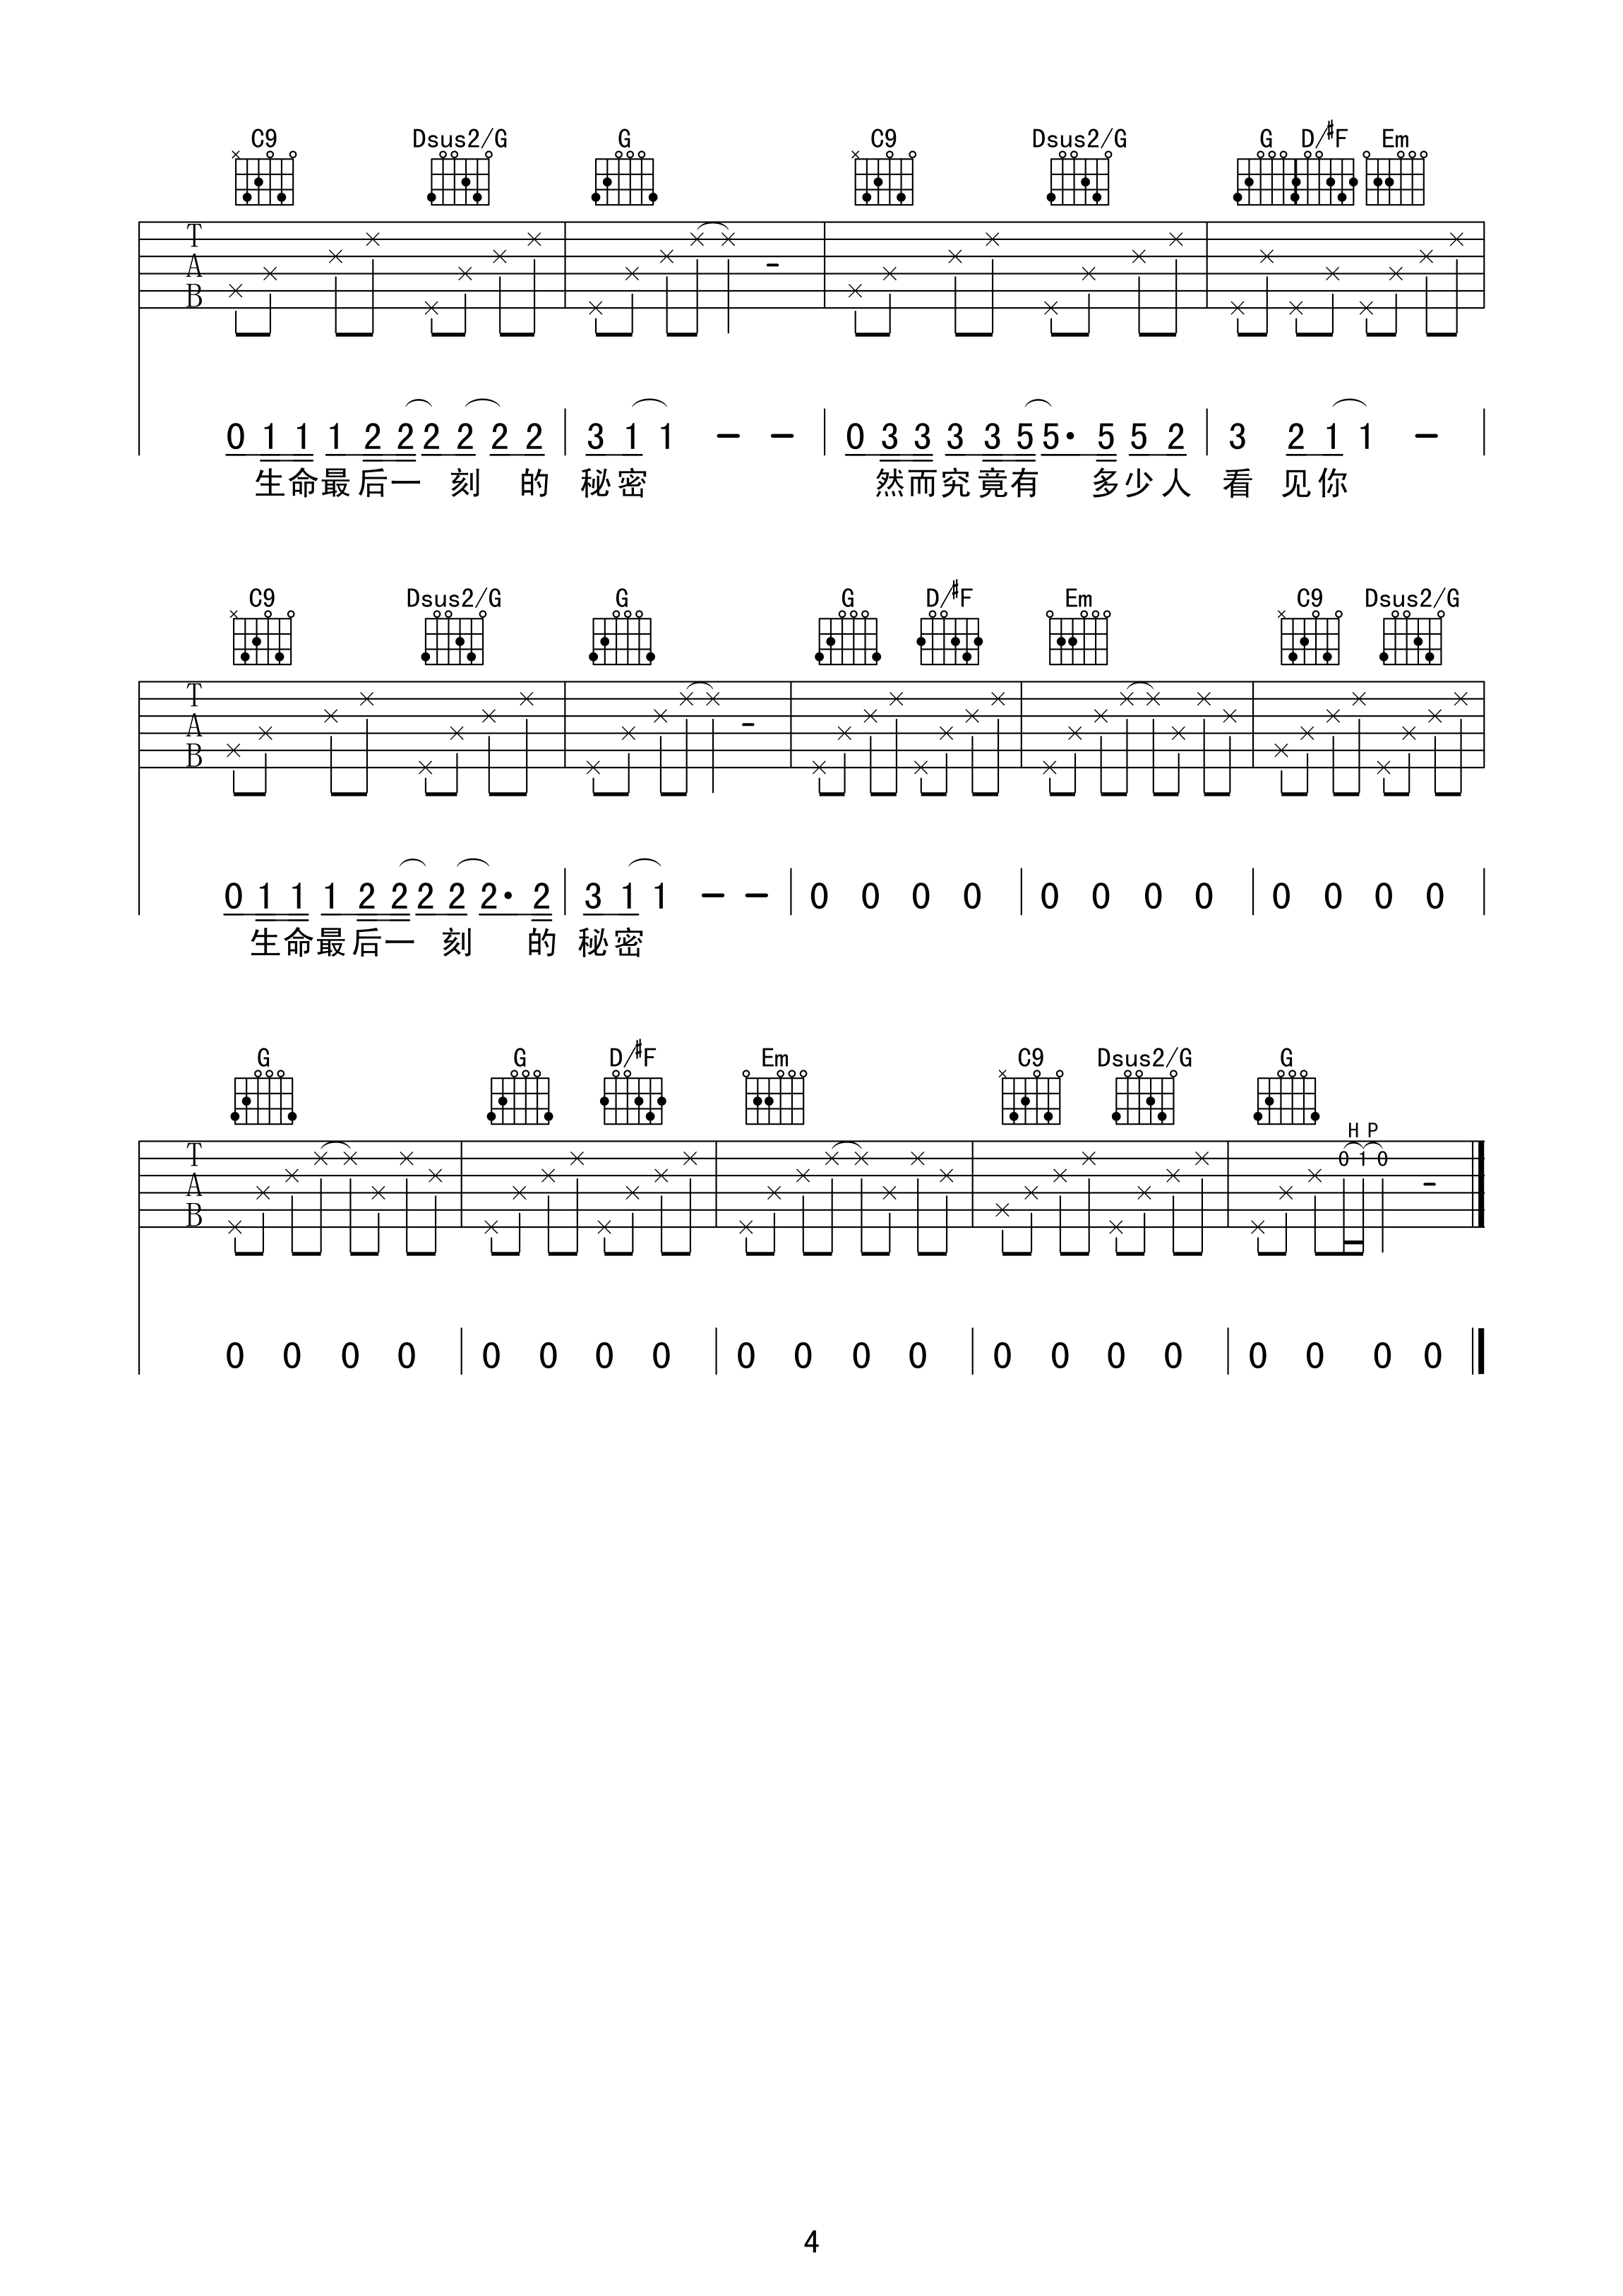 C9 Dsus2/G G C9 Dsus2/G G D/#F Em
T
A
B
0 1 1 1 2 2 2 2 2 2 3 1 1 – – 0 3 3 3 3 5 5· 5 5 2 3 2 1 1 –
生命最后一 刻 的 秘密 然而究竟有 多少人 看 见你
C9 Dsus2/G G G D/#F Em C9 Dsus2/G
T
A
B
0 1 1 1 2 2 2 2 2· 2 3 1 1 – – 0 0 0 0 0 0 0 0 0 0 0 0
生命最后一 刻 的 秘密
G G D/#F Em C9 Dsus2/G G
H P
T 0 1 0
A
B
0 0 0 0 0 0 0 0 0 0 0 0 0 0 0 0 0 0 0 0
4